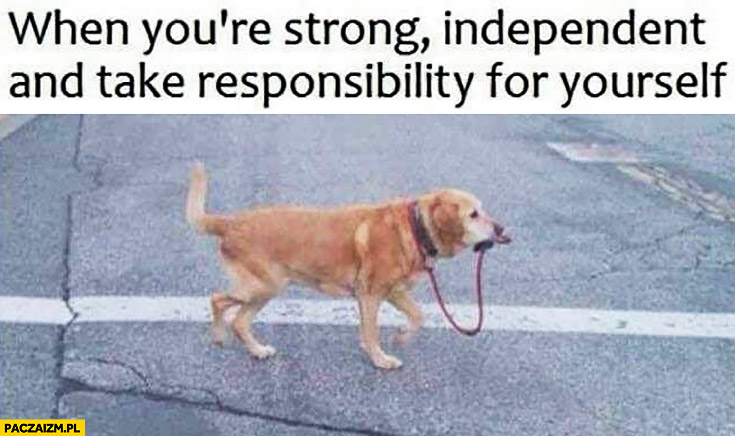 When you're strong, independent
and take responsibility for yourself
PACZAIZM.PL